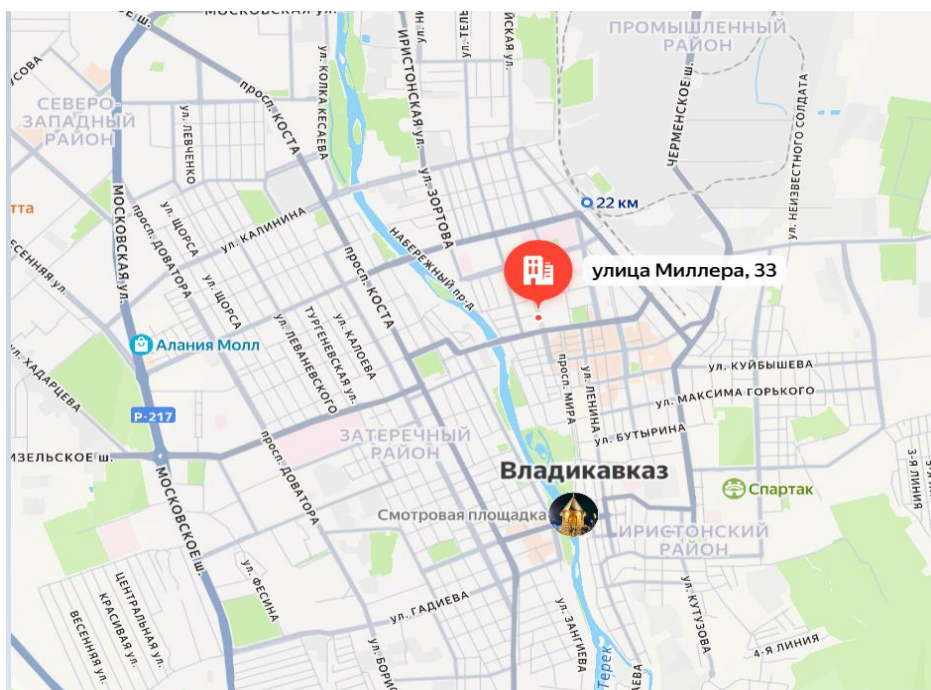 МОСКОВСКАЯ УЛ.
ПРОМЫШЛЕННЫЙ
РАЙОН
СЕВЕРО-
ЗАПАДНЫЙ
РАЙОН
УЛ. ЛЕВЧЕНКО
ПРОСП. КОСТА
УЛ. КОЛКА КЕСАЕВА
ИРИСТОНСКАЯ УЛ.
ЧЕРМЕНСКОЕ Ш.
УЛ. НЕИЗВЕСТНОГО СОЛДАТА
22 км
УЛ. ЗОРТОВА
УЛ. КАЛИНИНА
УЛ. ЩОРСА
ПРОСП. ДОВАТОРА
МОСКОВСКАЯ УЛ.
НАБЕРЕЖНЫЙ ПР-Д
ПРОСП. КОСТА
улица Миллера, 33
УЛ. ЩОРСА
УЛ. ЛЕВАНЕВСКОГО
ТУРГЕНЕВСКАЯ УЛ.
УЛ. КАЛОЕВА
Алания Молл
УЛ. ХАДАРЦЕВА
Р-217
ПРОСП. МИРА
УЛ. ЛЕНИНА
УЛ. КУЙБЫШЕВА
УЛ. МАКСИМА ГОРЬКОГО
УЛ. БУТЫРИНА
ЗАТЕРЕЧНЫЙ
РАЙОН
ИЗЕЛЬСКОЕ Ш.
ПРОСП. ДОВАТОРА
МОСКОВСКОЕ Ш.
Владикавказ
Спартак
3-Я ЛИНИЯ
Смотровая площадка
ИРИСТОНСКИЙ
РАЙОН
УЛ. ФЕСИНА
УЛ. ГАДИЕВА
ЦЕНТРАЛЬНАЯ УЛ.
КРАСИВАЯ УЛ.
ВЕСЕННЯЯ УЛ.
УЛ. ЗАНГИЕВА
УЛ. КУТУЗОВА
4-Я ЛИНИЯ
Терек